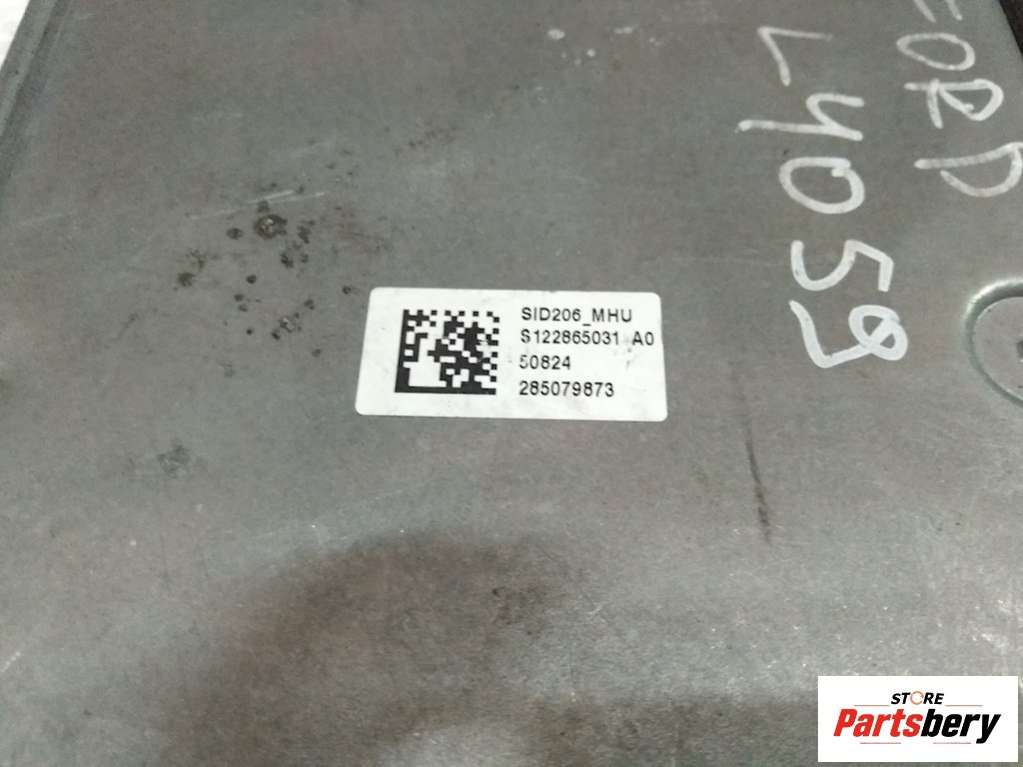 FORD
L4059
SID206_MHU
S122865031 A0
50824
285079873
STORE
Partsbery